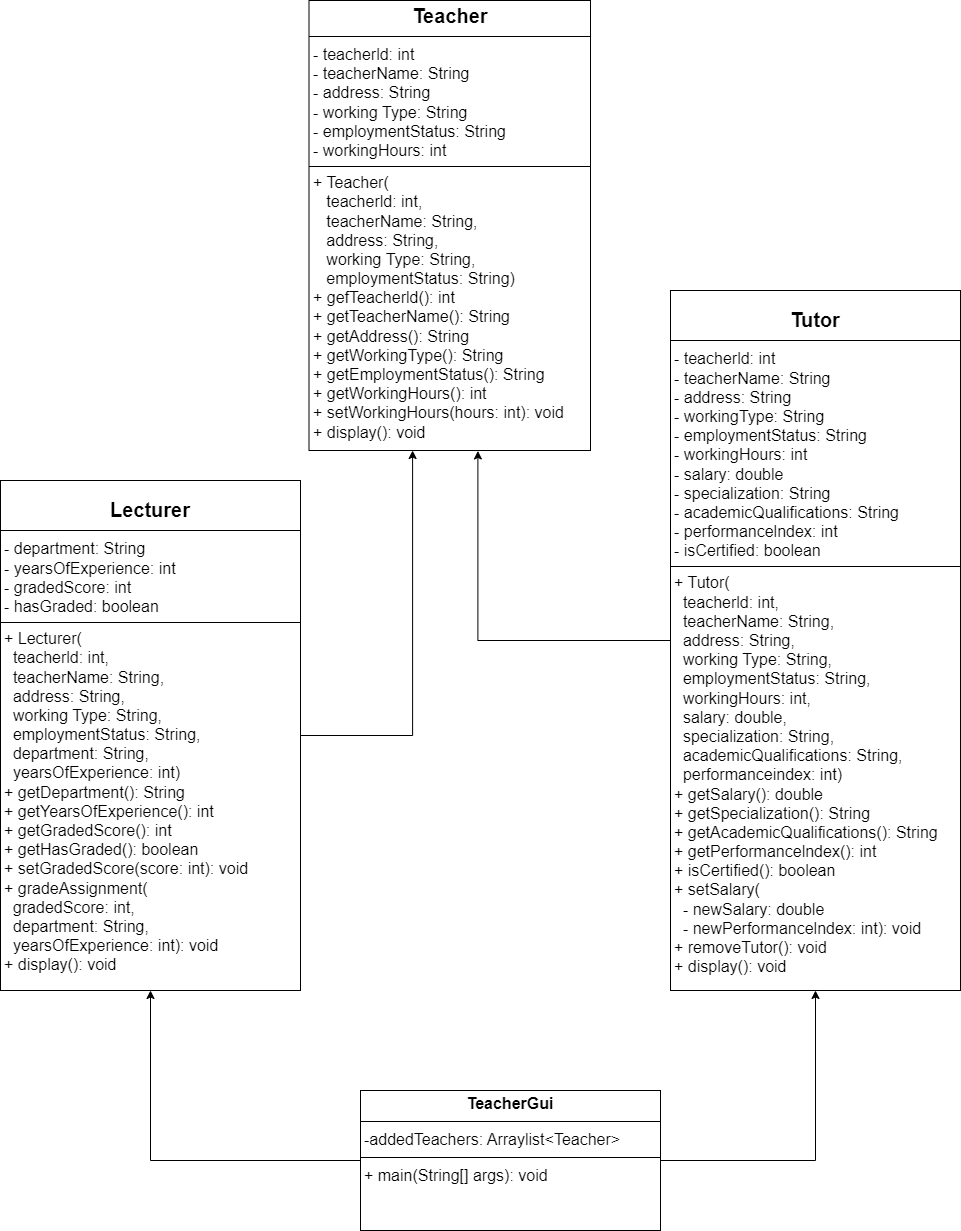 Teacher
- teacherId: int
- teacherName: String
- address: String
- working Type: String
- employmentStatus: String
- workingHours: int
+ Teacher(
teacherId: int,
teacherName: String,
address: String,
working Type: String,
employmentStatus: String)
+ gefTeacherId(): int
+ getTeacherName(): String
+ getAddress(): String
+ getWorkingType(): String
+ getEmploymentStatus(): String
+ getWorkingHours(): int
+ setWorkingHours(hours: int): void
+ display(): void
Tutor
- teacherId: int
- teacherName: String
- address: String
- workingType: String
- employmentStatus: String
- workingHours: int
- salary: double
- specialization: String
- academicQualifications: String
- performanceIndex: int
- isCertified: boolean
+ Tutor(
teacherId: int,
teacherName: String,
address: String,
working Type: String,
employmentStatus: String,
workingHours: int,
salary: double,
specialization: String,
academicQualifications: String,
performanceindex: int)
+ getSalary(): double
+ getSpecialization(): String
+ getAcademicQualifications(): String
+ getPerformanceIndex(): int
+ isCertified(): boolean
+ setSalary(
- newSalary: double
- newPerformanceIndex: int): void
+ removeTutor(): void
+ display(): void
Lecturer
- department: String
- yearsOfExperience: int
- gradedScore: int
- hasGraded: boolean
+ Lecturer(
teacherId: int,
teacherName: String,
address: String,
working Type: String,
employmentStatus: String,
department: String,
yearsOfExperience: int)
+ getDepartment(): String
+ getYearsOfExperience(): int
+ getGradedScore(): int
+ getHasGraded(): boolean
+ setGradedScore(score: int): void
+ gradeAssignment(
gradedScore: int,
department: String,
yearsOfExperience: int): void
+ display(): void
TeacherGui
-addedTeachers: Arraylist<Teacher>
+ main(String[] args): void